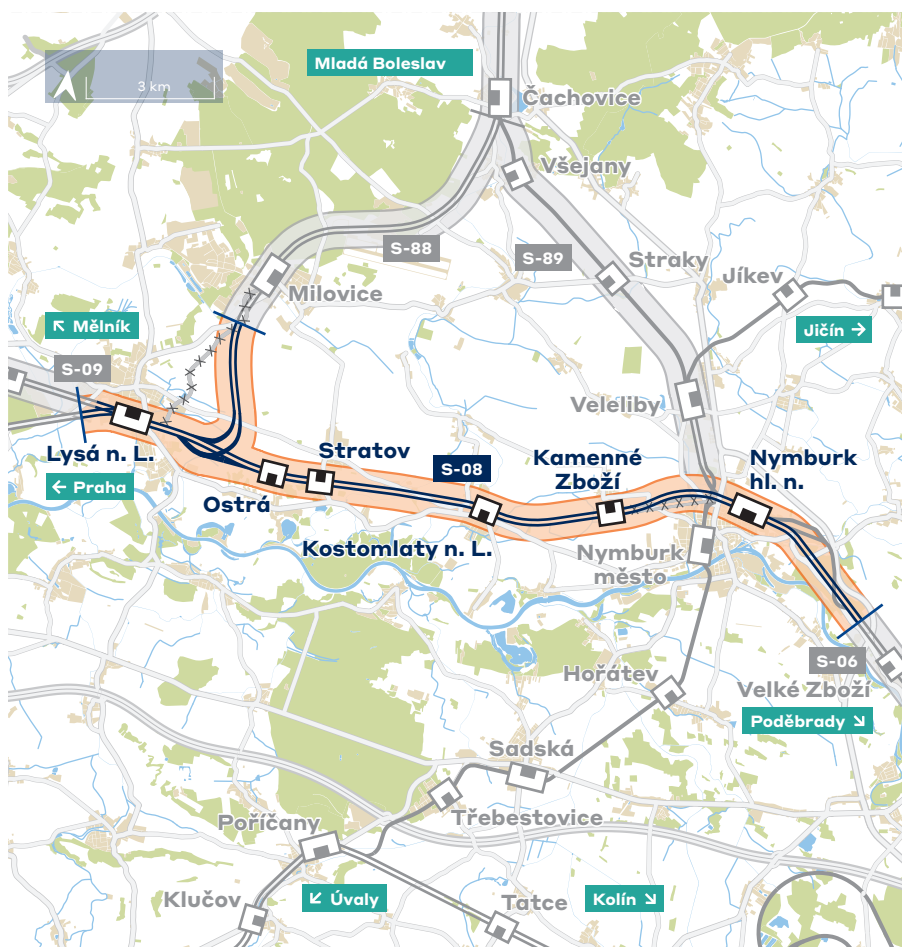 Mladá Boleslav
3 km
Čachovice
Všejany
S-88
S-89
Straky
Jíkev
Milovice
↖ Mělník
Jičín →
S-09
Veleliby
Lysá n. L.
Stratov
S-08
Kamenné
Zboží
Nymburk
hl. n.
← Praha
Ostrá
Kostomlaty n. L.
Nymburk
město
S-06
Hořátev
Velké Zboží
Poděbrady ↘
Sadská
Třebestovice
Poříčany
Klučov
↙ Úvaly
Tatce
Kolín ↘